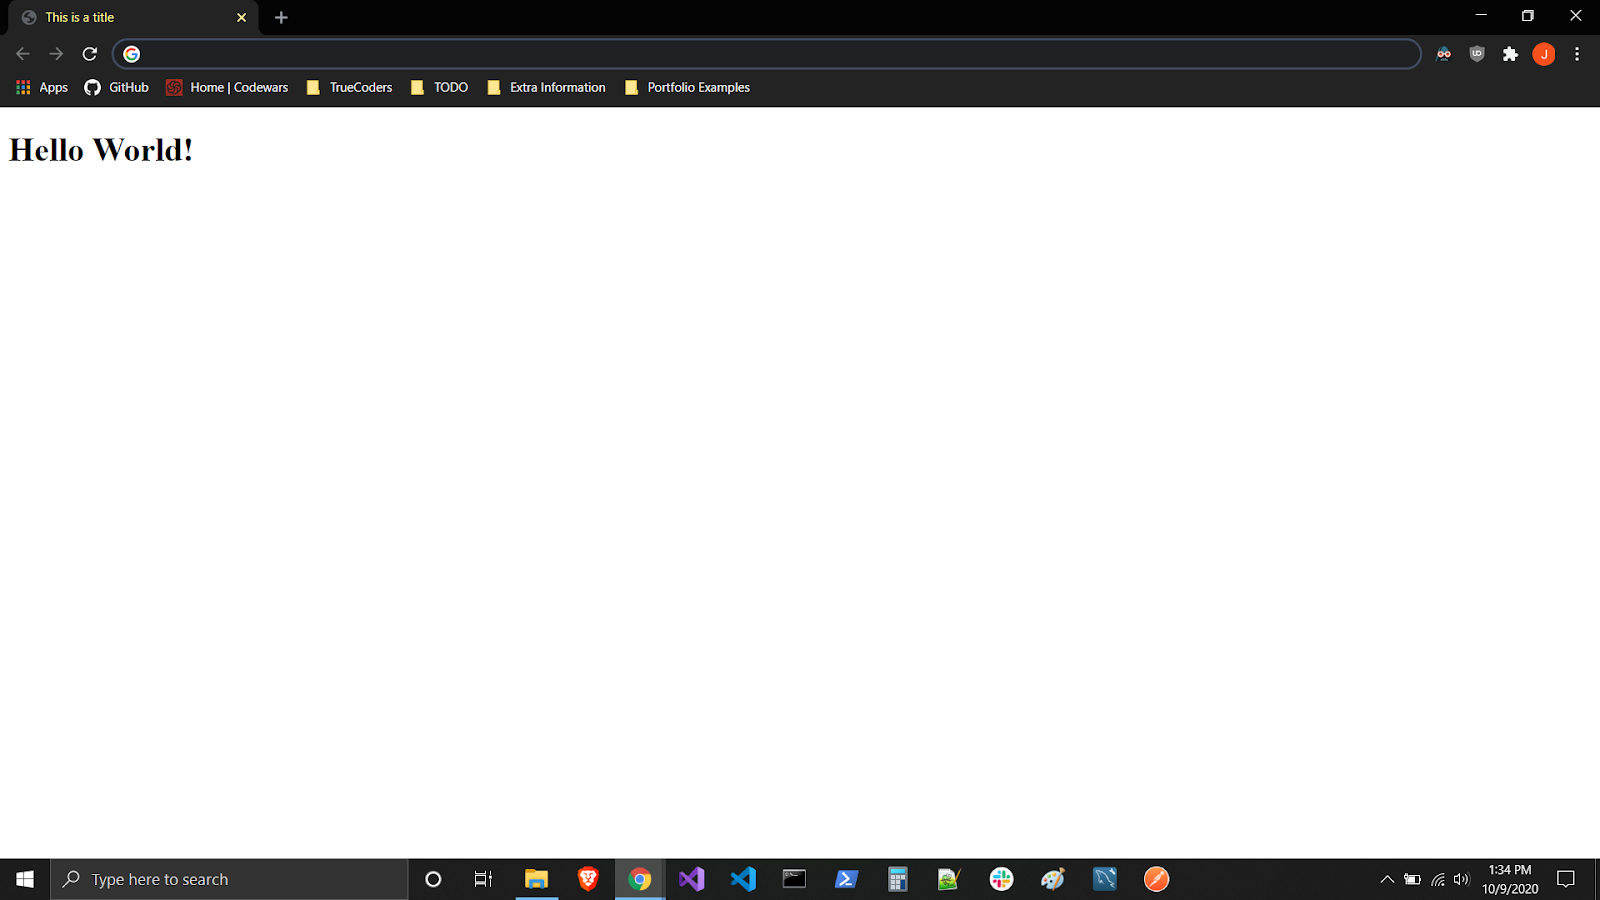 This is a title
Apps GitHub Home | Codewars TrueCoders TODO Extra Information Portfolio Examples
Hello World!
Type here to search
1:34 PM
10/9/2020